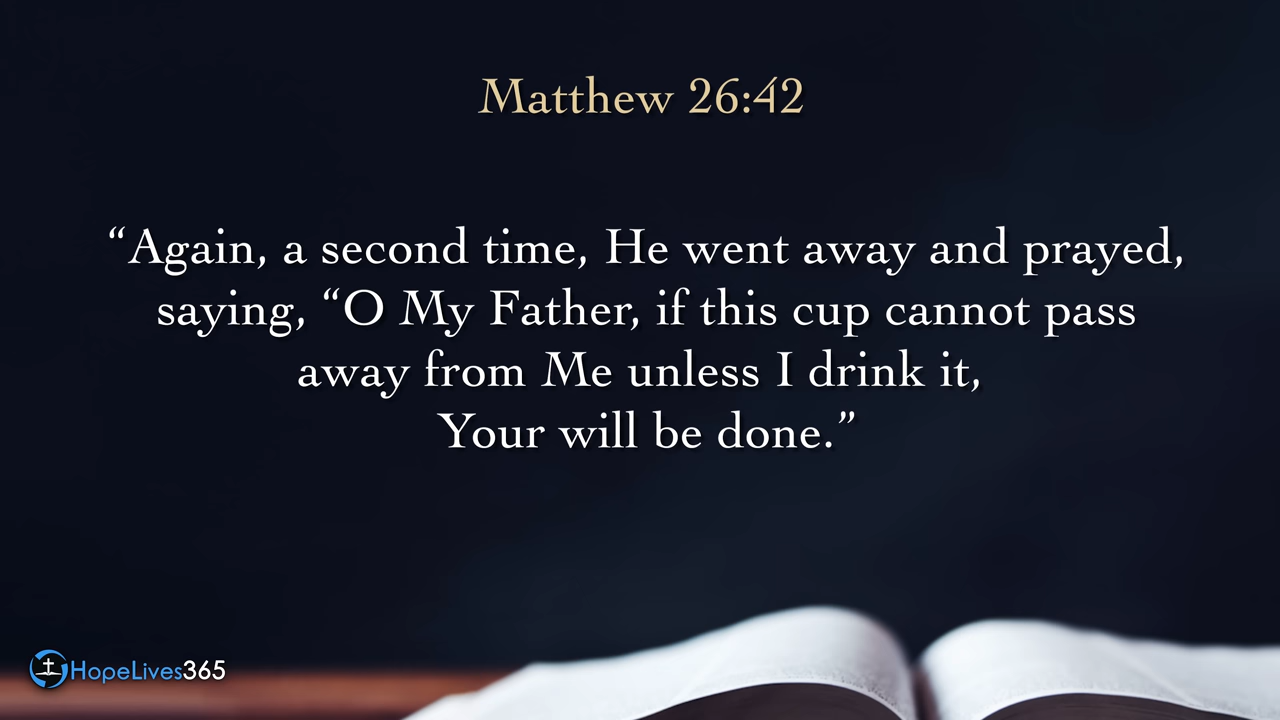 Matthew 26:42
“Again, a second time, He went away and prayed,
saying, “O My Father, if this cup cannot pass
away from Me unless I drink it,
Your will be done.”
HopeLives365